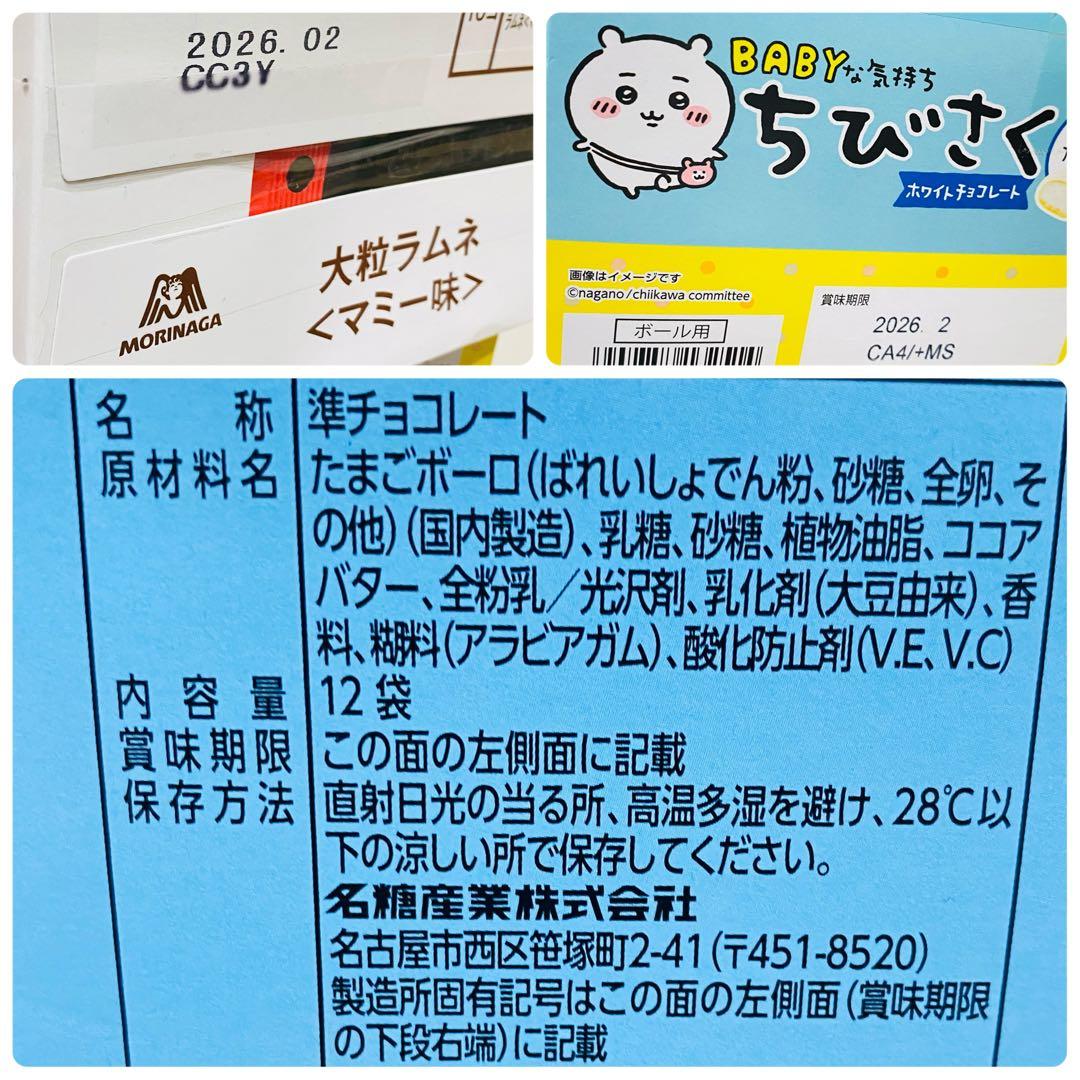 2026. 02
CC3Y
大粒ラムネ
<マミー味>
MORINAGA
BABYな気持ち
ちびさく
ホワイトチョコレート
画像はイメージです
©nagano/chiikawa committee
ボール用
賞味期限
2026. 2
CA4/+MS
名称 準チョコレート
原材料名 たまごボーロ(ばれいしょでん粉、砂糖、全卵、そ
の他)(国内製造)、乳糖、砂糖、植物油脂、ココア
バター、全粉乳/光沢剤、乳化剤(大豆由来)、香
料、糊料(アラビアガム)、酸化防止剤(V.E、V.C)
内容量 12袋
賞味期限 この面の左側面に記載
保存方法 直射日光の当る所、高温多湿を避け、28℃以
下の涼しい所で保存してください。
名糖産業株式会社
名古屋市西区笹塚町2-41(〒451-8520)
製造所固有記号はこの面の左側面(賞味期限
の下段右端)に記載